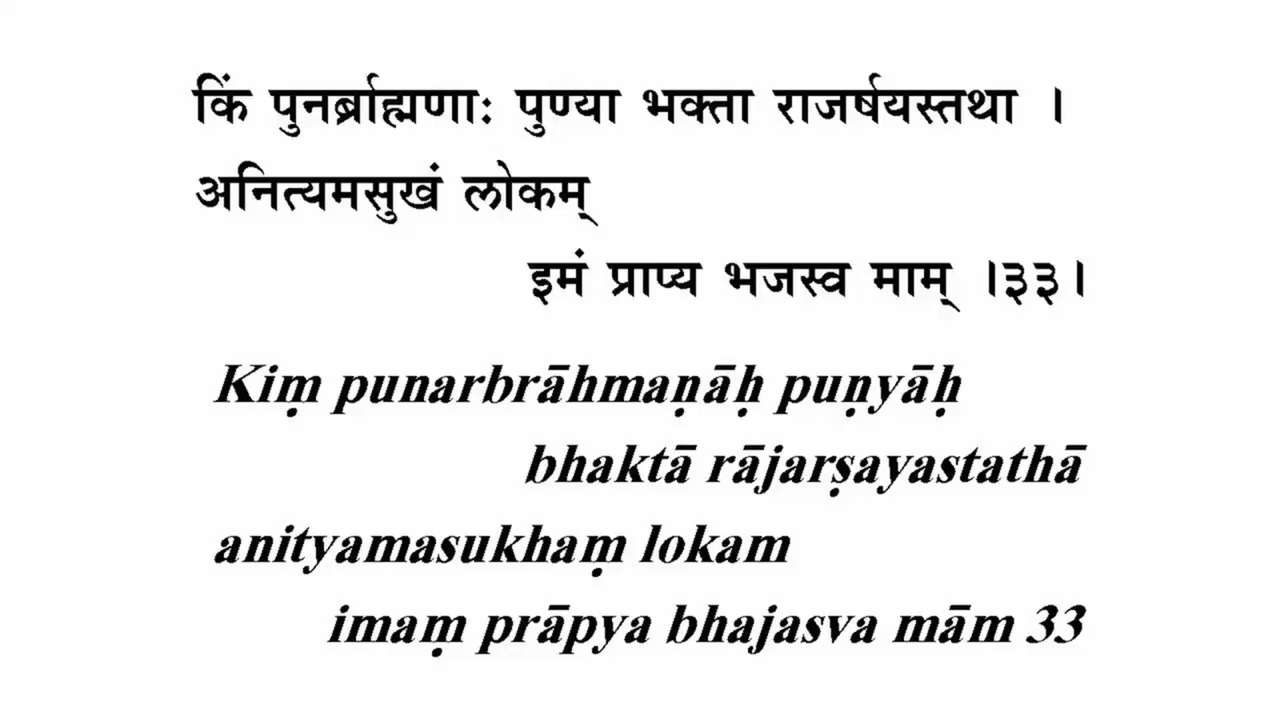 किं पुनर्ब्राह्मणाः पुण्या भक्ता राजर्षयस्तथा ।
अनित्यमसुखं लोकम्
इमं प्राप्य भजस्व माम् ।३३।
Kiṃ punarbrāhmaṇāḥ puṇyāḥ
bhaktā rājarṣayastathā
anityamasukhaṃ lokam
imaṃ prāpya bhajasva mām 33